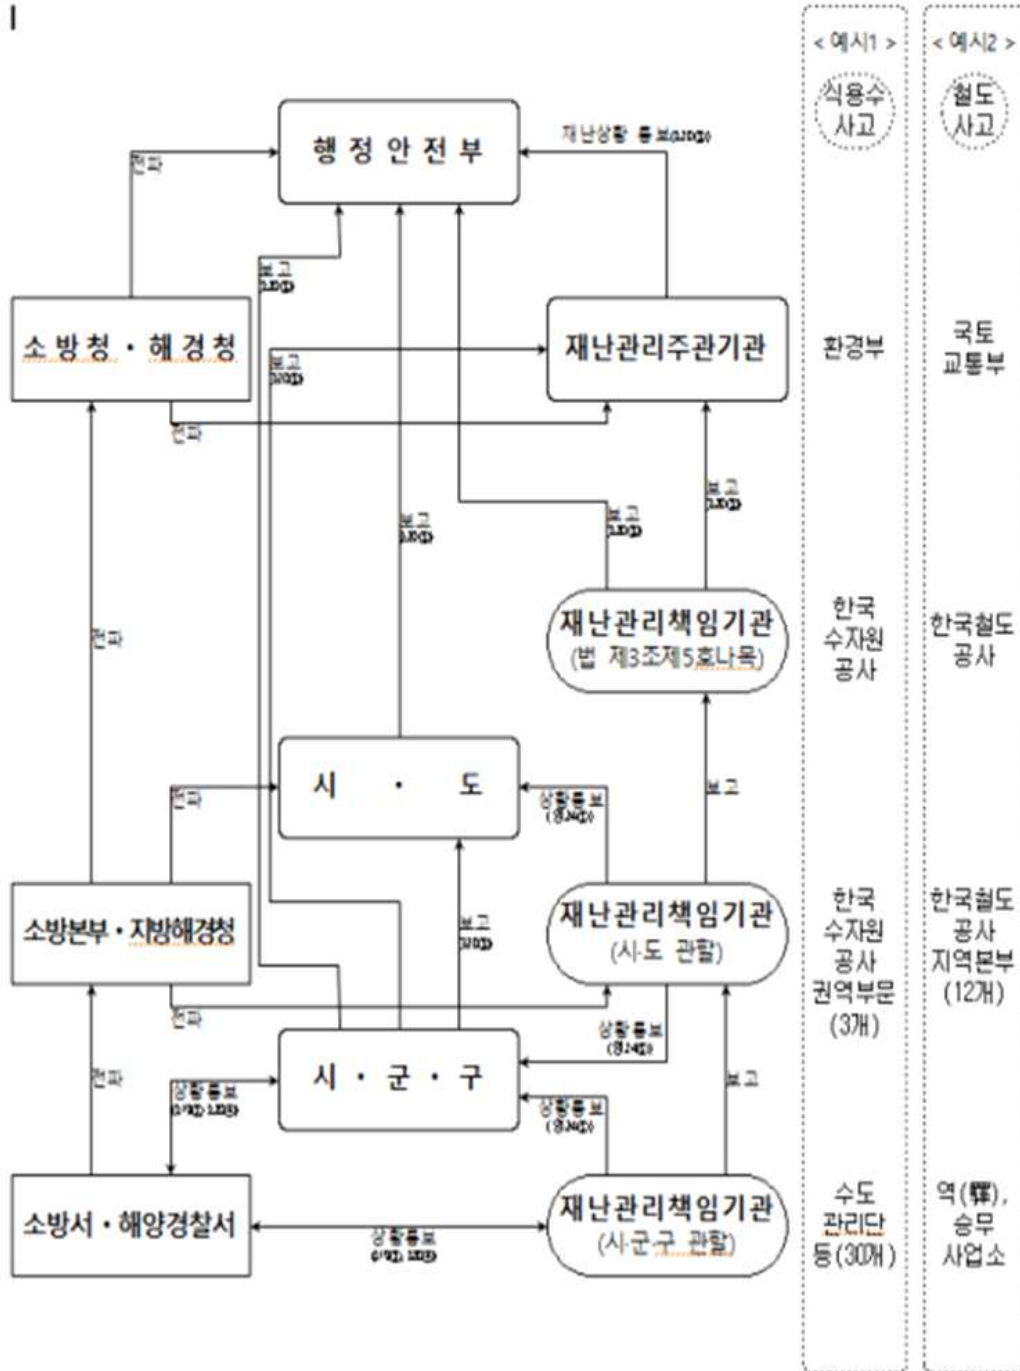 < 예시1 >
< 예시2 >
식용수
사고
철도
사고
행 정 안 전 부
재난상황 통보
전파
보고
소 방 청 · 해 경 청
보고
재난관리주관기관
환경부
국토
교통부
전파
보고
보고
보고
전파
재난관리책임기관
(법 제3조제5호나목)
한국
수자원
공사
한국철도
공사
시 · 도
전파
상황통보
보고
소방본부·지방해경청
보고
재난관리책임기관
(시·도 관할)
한국
수자원
공사
권역부문
(3개)
한국철도
공사
지역본부
(12개)
전파
상황통보
시 · 군 · 구
전파
상황통보
상황통보
보고
소방서·해양경찰서
상황통보
재난관리책임기관
(시·군·구 관할)
수도
관리단
등(30개)
역(驛),
승무
사업소